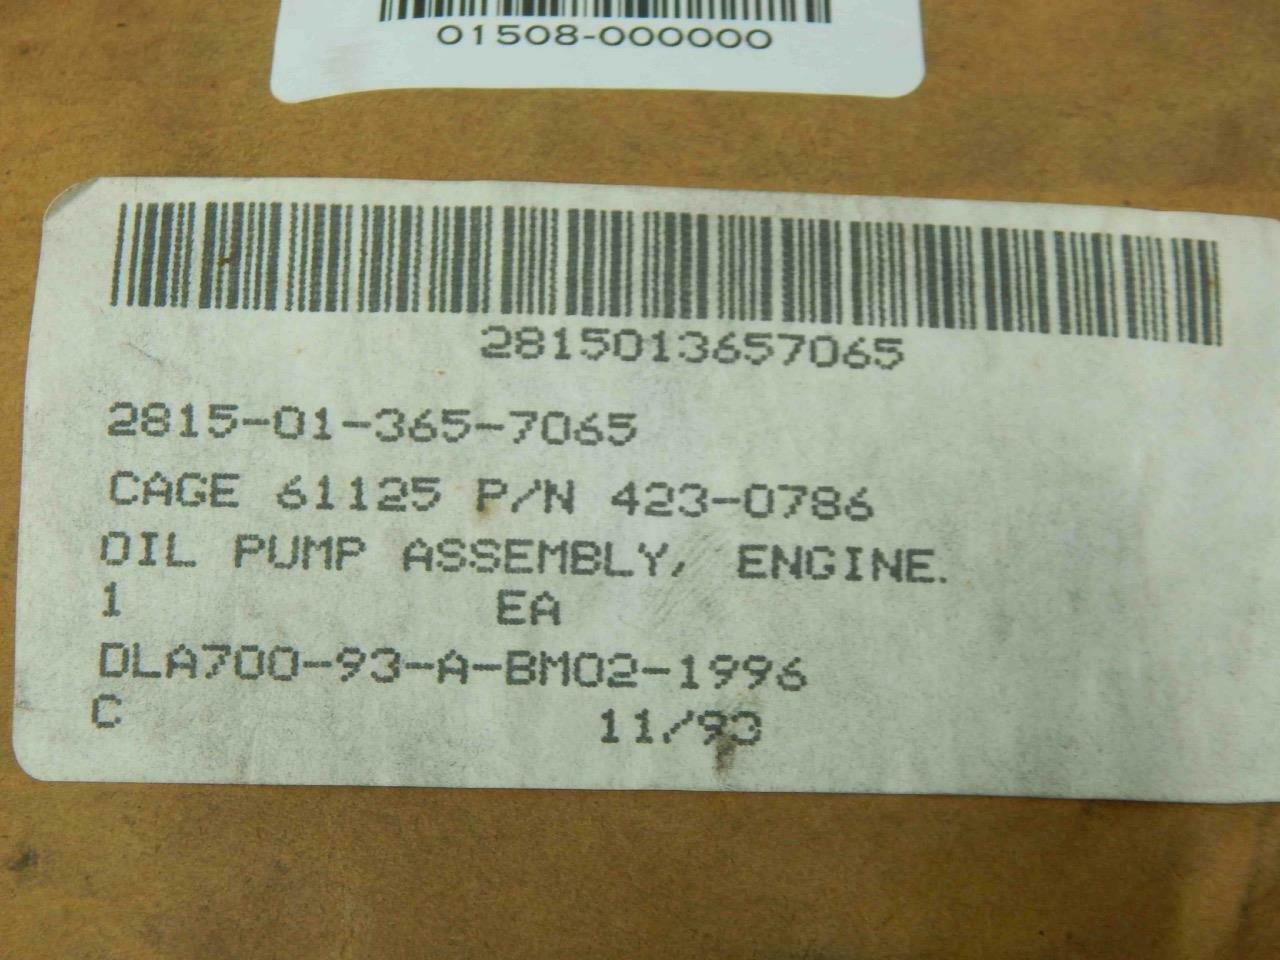 01508-000000
2815013657065
2815-01-365-7065
CAGE 61125 P/N 423-0786
OIL PUMP ASSEMBLY, ENGINE.
1 EA
DLA700-93-A-BM02-1996
C 11/93